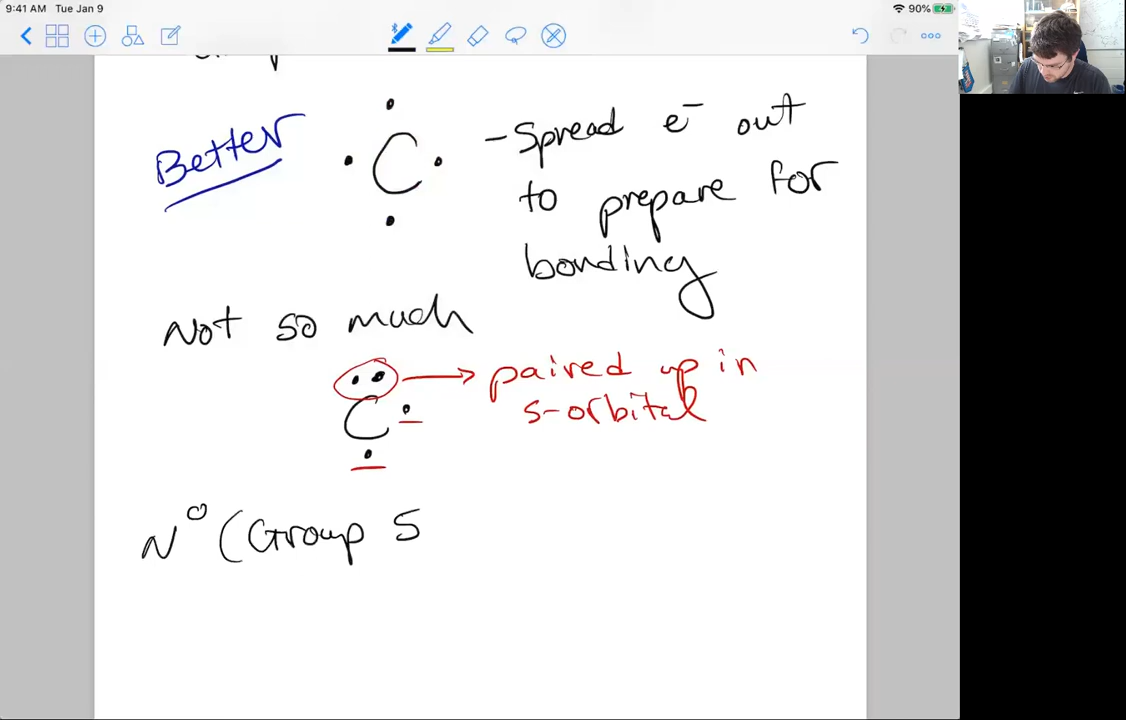 9:41 AM Tue Jan 9
90%
Better
C - Spread e⁻ out
to prepare for
bonding
Not so much
C
paired up in
s-orbital
N⁰ (Group 5